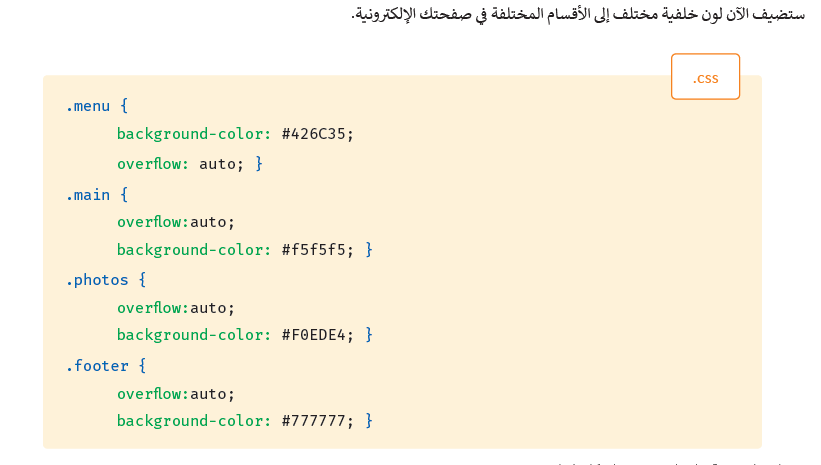 ستضيف الآن لون خلفية مختلف إلى الأقسام المختلفة في صفحتك الإلكترونية.
.css
.menu {
background-color: #426C35;
overflow: auto; }
.main {
overflow:auto;
background-color: #f5f5f5; }
.photos {
overflow:auto;
background-color: #F0EDE4; }
.footer {
overflow:auto;
background-color: #777777; }